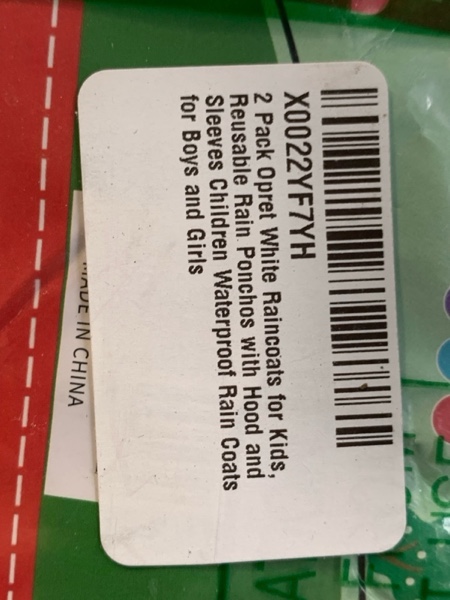 X0022YF7YH
2 Pack Opret White Raincoats for Kids,
Reusable Rain Ponchos with Hood and
Sleeves Children Waterproof Rain Coats
for Boys and Girls
MADE IN CHINA